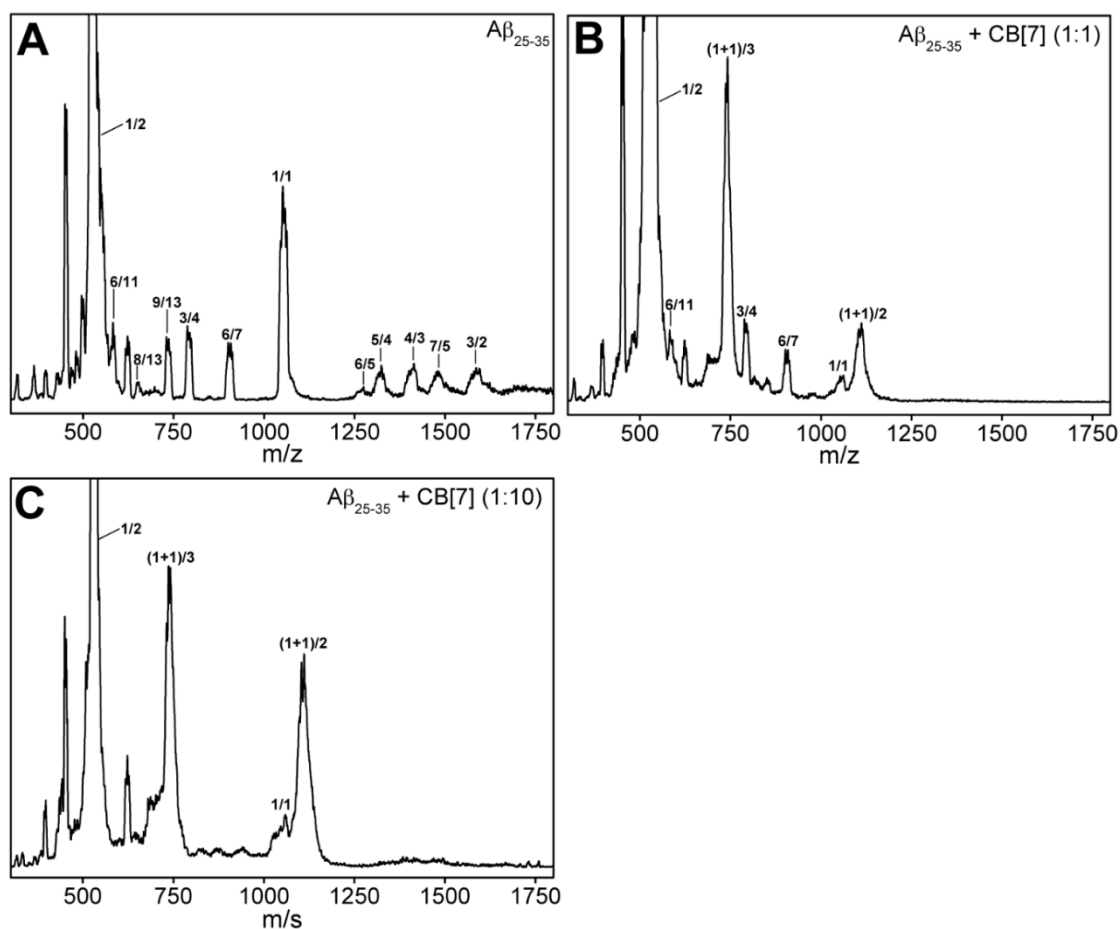 A
Aβ25-35
1/2
1/1
6/11
9/13
3/4
8/13
6/7
6/5
5/4
4/3
7/5
3/2
500 750 1000 1250 1500 1750
m/z
B
Aβ25-35 + CB[7] (1:1)
(1+1)/3
1/2
6/11
3/4
(1+1)/2
6/7
1/1
500 750 1000 1250 1500 1750
m/z
C
Aβ25-35 + CB[7] (1:10)
1/2
(1+1)/3
(1+1)/2
1/1
500 750 1000 1250 1500 1750
m/s